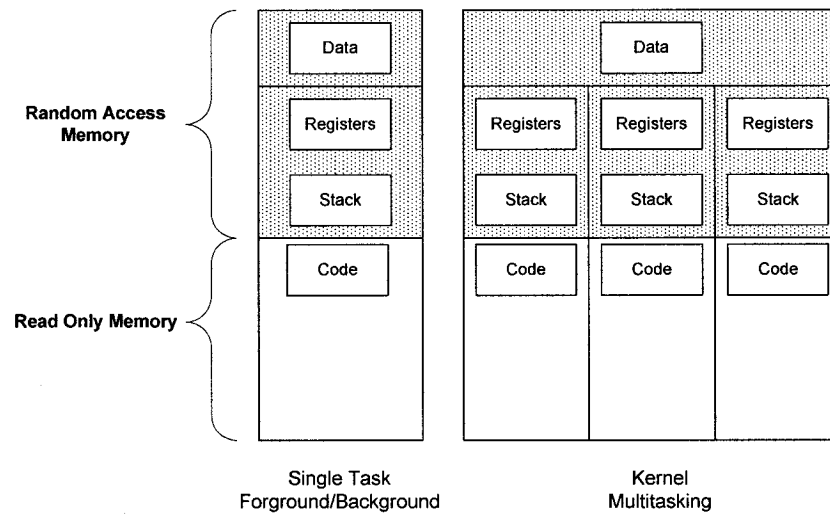 Data
Data
Random Access
Memory
Registers
Registers
Registers
Registers
Stack
Stack
Stack
Stack
Code
Code
Code
Code
Read Only Memory
Single Task
Forground/Background
Kernel
Multitasking